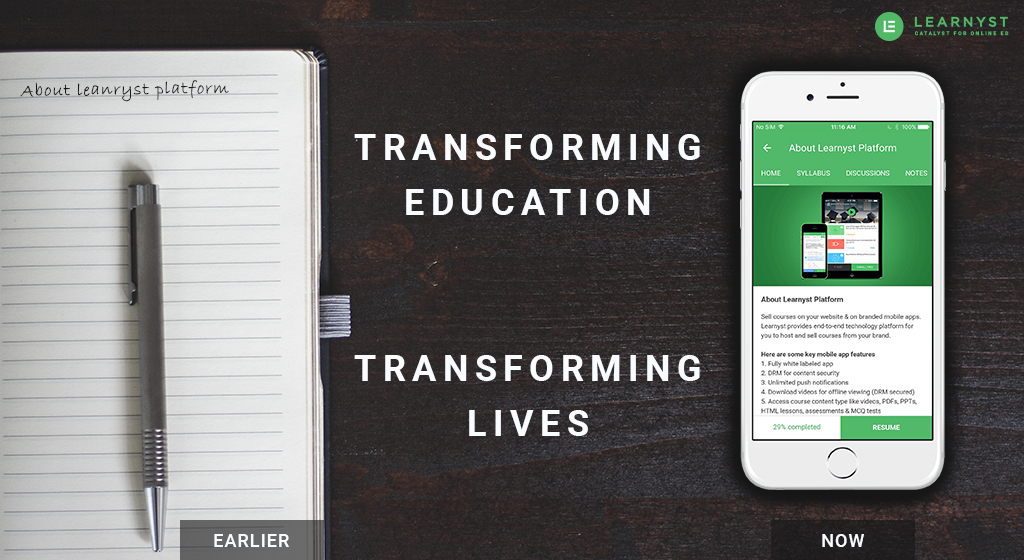 LEARNYST
CATALYST FOR ONLINE ED
About leanryst platform
TRANSFORMING
EDUCATION
TRANSFORMING
LIVES
No SIM
11:16 AM
100%
About Learnyst Platform
HOME
SYLLABUS
DISCUSSIONS
NOTES
About Learnyst Platform
Sell courses on your website & on branded mobile apps.
Learnyst provides end-to-end technology platform for
you to host and sell courses from your brand.
Here are some key mobile app features
1. Fully white labeled app
2. DRM for content security
3. Unlimited push notifications
4. Download videos for offline viewing (DRM secured)
5. Access course content type like videos, PDFs, PPTs,
HTML lessons, assessments & MCQ tests
29% completed
RESUME
EARLIER
NOW